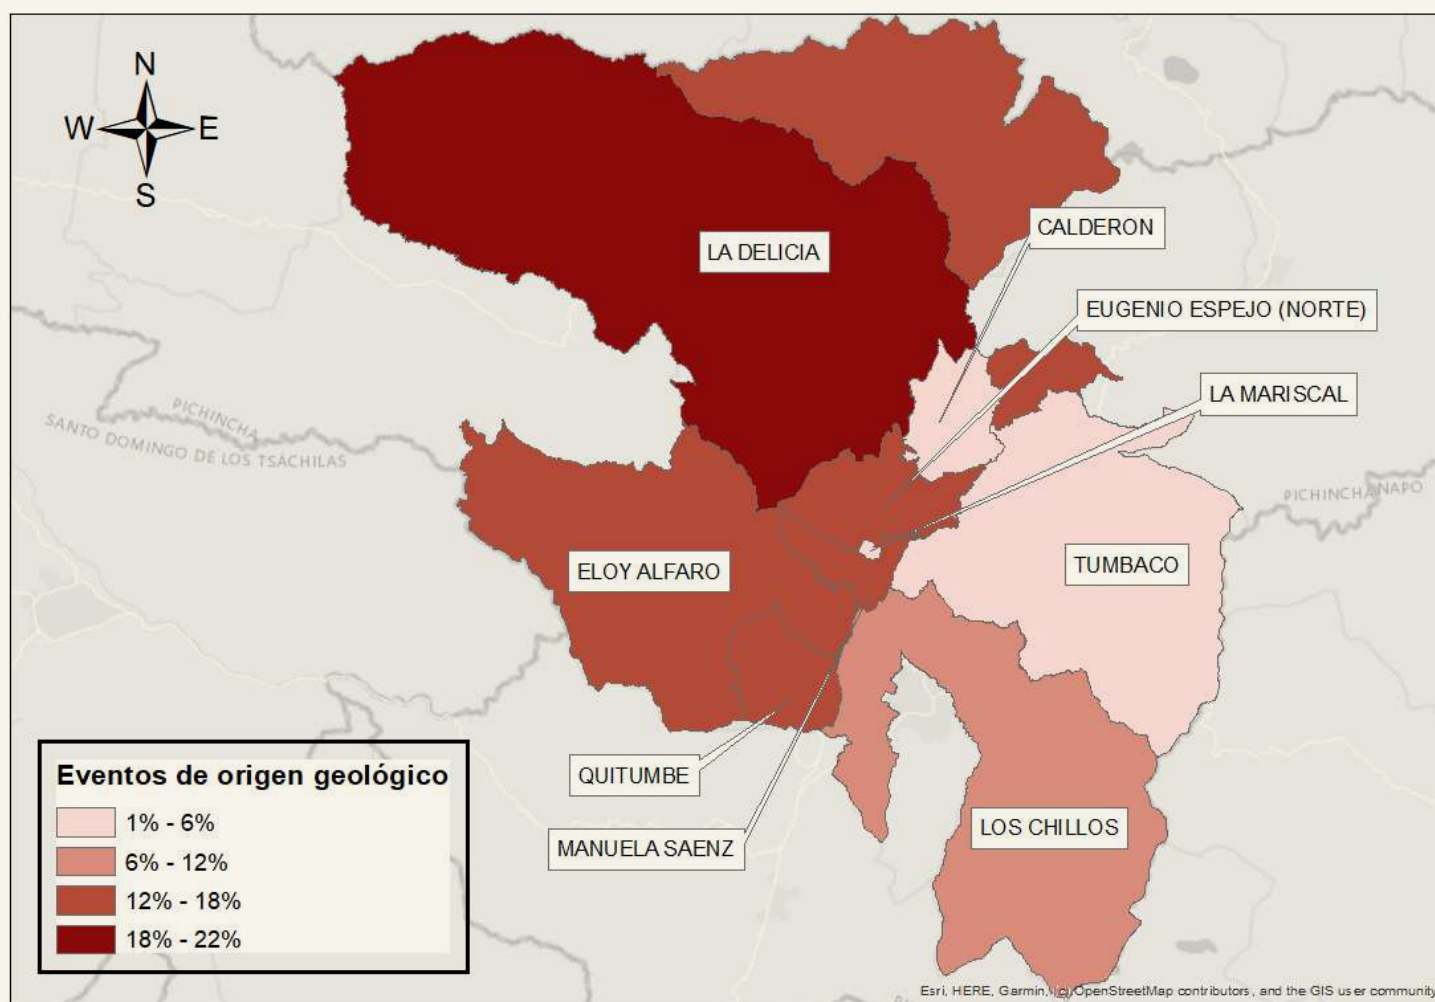 N
W E
S
CALDERON
LA DELICIA
EUGENIO ESPEJO (NORTE)
LA MARISCAL
PICHINCHA
SANTO DOMINGO DE LOS TSÁCHILAS
PICHINCHA NAPO
ELOY ALFARO
TUMBACO
QUITUMBE
MANUELA SAENZ
LOS CHILLOS
Eventos de origen geológico
1% - 6%
6% - 12%
12% - 18%
18% - 22%
Esri, HERE, Garmin, (c) OpenStreetMap contributors, and the GIS user community